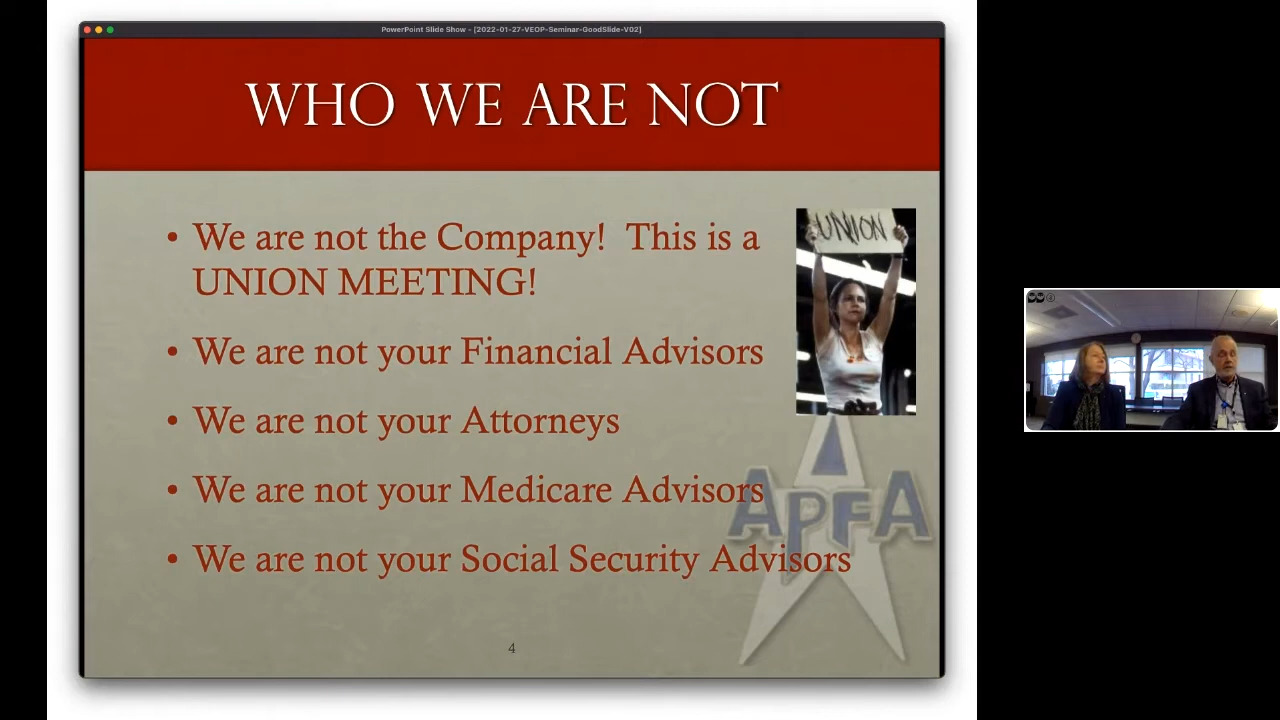 PowerPoint Slide Show - [2022-01-27-VEOP-Seminar-GoodSlide-V02]
WHO WE ARE NOT
• We are not the Company!  This is a
UNION MEETING!
UNION
• We are not your Financial Advisors
• We are not your Attorneys
• We are not your Medicare Advisors
APFA
• We are not your Social Security Advisors
4